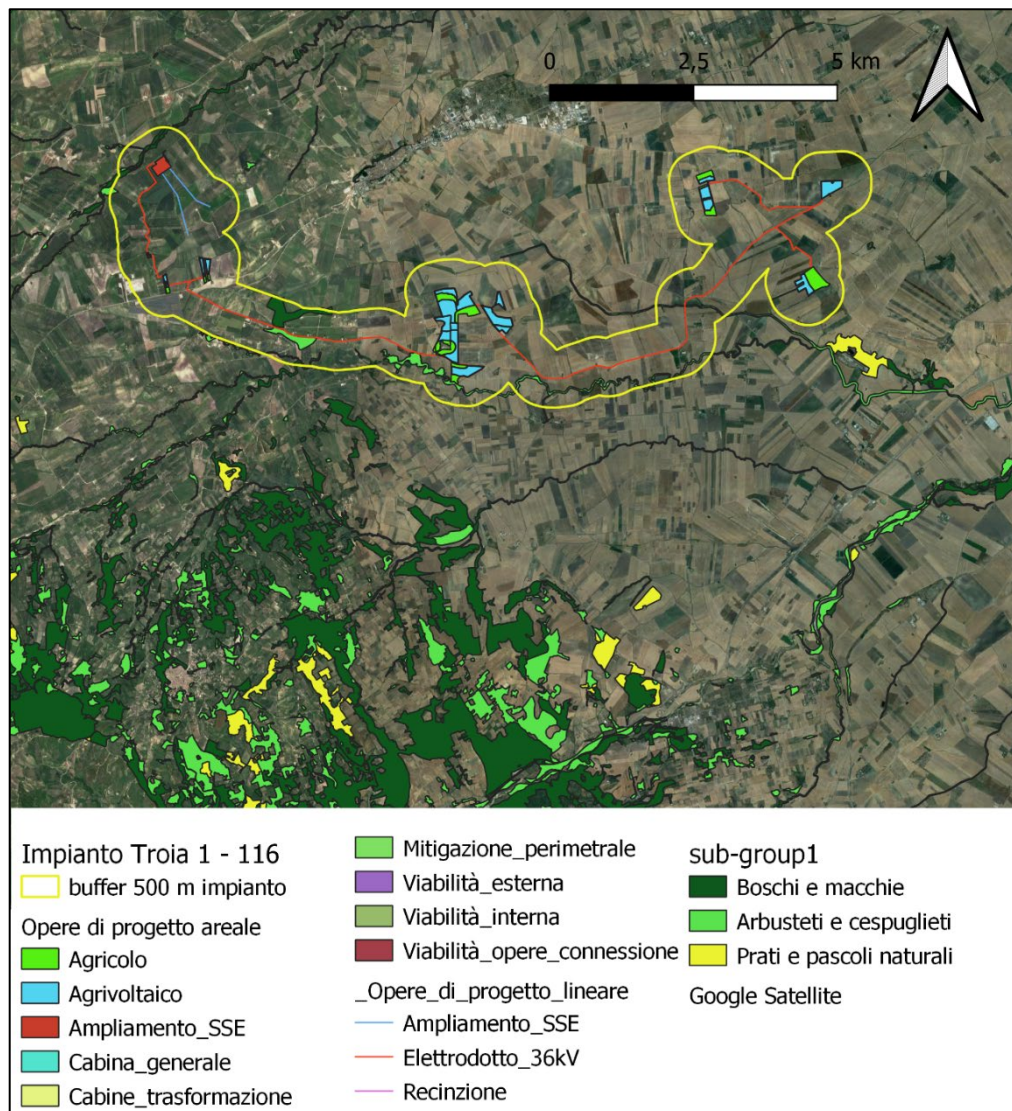 0 2,5 5 km
Impianto Troia 1 - 116
buffer 500 m impianto
Opere di progetto areale
Agricolo
Agrivoltaico
Ampliamento_SSE
Cabina_generale
Cabine_trasformazione
Mitigazione_perimetrale
Viabilità_esterna
Viabilità_interna
Viabilità_opere_connessione
_Opere_di_progetto_lineare
Ampliamento_SSE
Elettrodotto_36kV
Recinzione
sub-group1
Boschi e macchie
Arbusteti e cespuglieti
Prati e pascoli naturali
Google Satellite